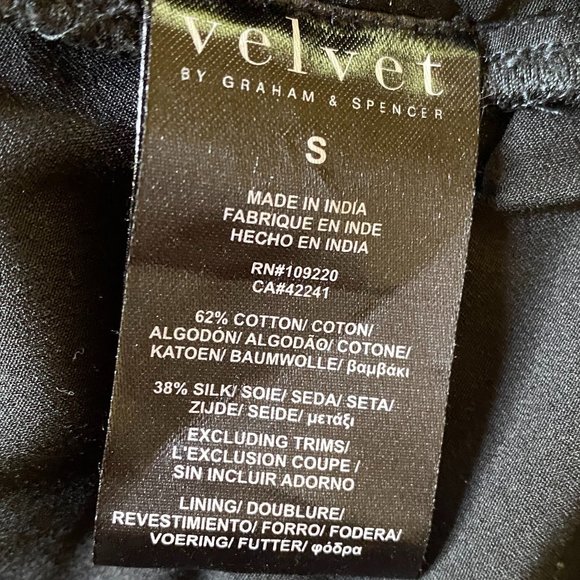 velvet
BY GRAHAM & SPENCER
S
MADE IN INDIA
FABRIQUE EN INDE
HECHO EN INDIA
RN#109220
CA#42241
62% COTTON/ COTON/
ALGODÓN/ ALGODÃO/ COTONE/
KATOEN/ BAUMWOLLE/ βαμβάκι
38% SILK/ SOIE/ SEDA/ SETA/
ZIJDE/ SEIDE/ μετάξι
EXCLUDING TRIMS/
L'EXCLUSION COUPE /
SIN INCLUIR ADORNO
LINING/ DOUBLURE/
REVESTIMIENTO/ FORRO/ FODERA/
VOERING/ FUTTER/ φόδρα